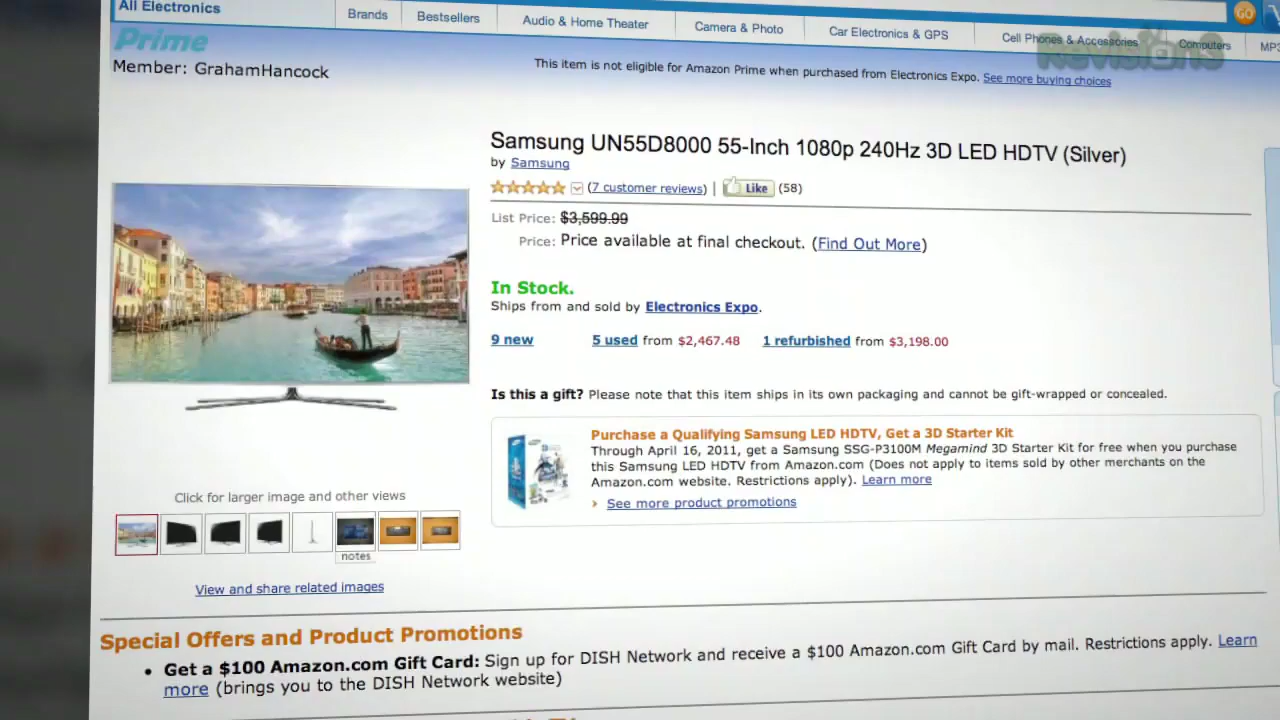 All Electronics
Brands
Bestsellers
Audio & Home Theater
Camera & Photo
Car Electronics & GPS
Cell Phones & Accessories
Computers
MP3
GO
Revision3
Prime
Member: GrahamHancock
This item is not eligible for Amazon Prime when purchased from Electronics Expo. See more buying choices
Samsung UN55D8000 55-Inch 1080p 240Hz 3D LED HDTV (Silver)
by Samsung
(7 customer reviews) | Like (58)
List Price: $3,599.99
Price: Price available at final checkout. (Find Out More)
In Stock.
Ships from and sold by Electronics Expo.
9 new 5 used from $2,467.48 1 refurbished from $3,198.00
Is this a gift? Please note that this item ships in its own packaging and cannot be gift-wrapped or concealed.
Purchase a Qualifying Samsung LED HDTV, Get a 3D Starter Kit
Through April 16, 2011, get a Samsung SSG-P3100M Megamind 3D Starter Kit for free when you purchase
this Samsung LED HDTV from Amazon.com (Does not apply to items sold by other merchants on the
Amazon.com website. Restrictions apply). Learn more
› See more product promotions
Click for larger image and other views
notes
View and share related images
Special Offers and Product Promotions
• Get a $100 Amazon.com Gift Card: Sign up for DISH Network and receive a $100 Amazon.com Gift Card by mail. Restrictions apply. Learn
more (brings you to the DISH Network website)